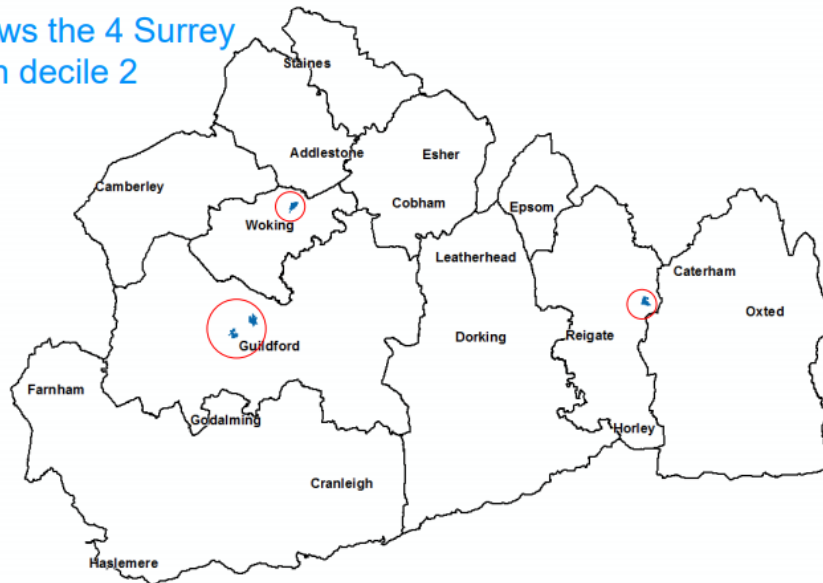 ws the 4 Surrey
n decile 2
Staines
Addlestone
Esher
Camberley
Cobham
Epsom
Woking
Leatherhead
Caterham
Oxted
Dorking
Reigate
Guildford
Farnham
Godalming
Horley
Cranleigh
Haslemere